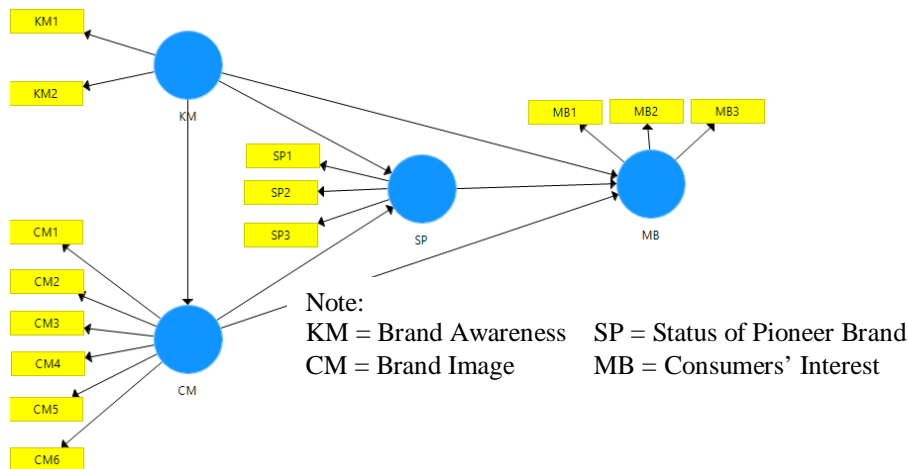 KM1
KM2
KM
MB1
MB2
MB3
SP1
SP2
SP3
SP
MB
CM1
CM2
CM3
CM4
CM5
CM6
CM
Note:
KM = Brand Awareness SP = Status of Pioneer Brand
CM = Brand Image MB = Consumers’ Interest